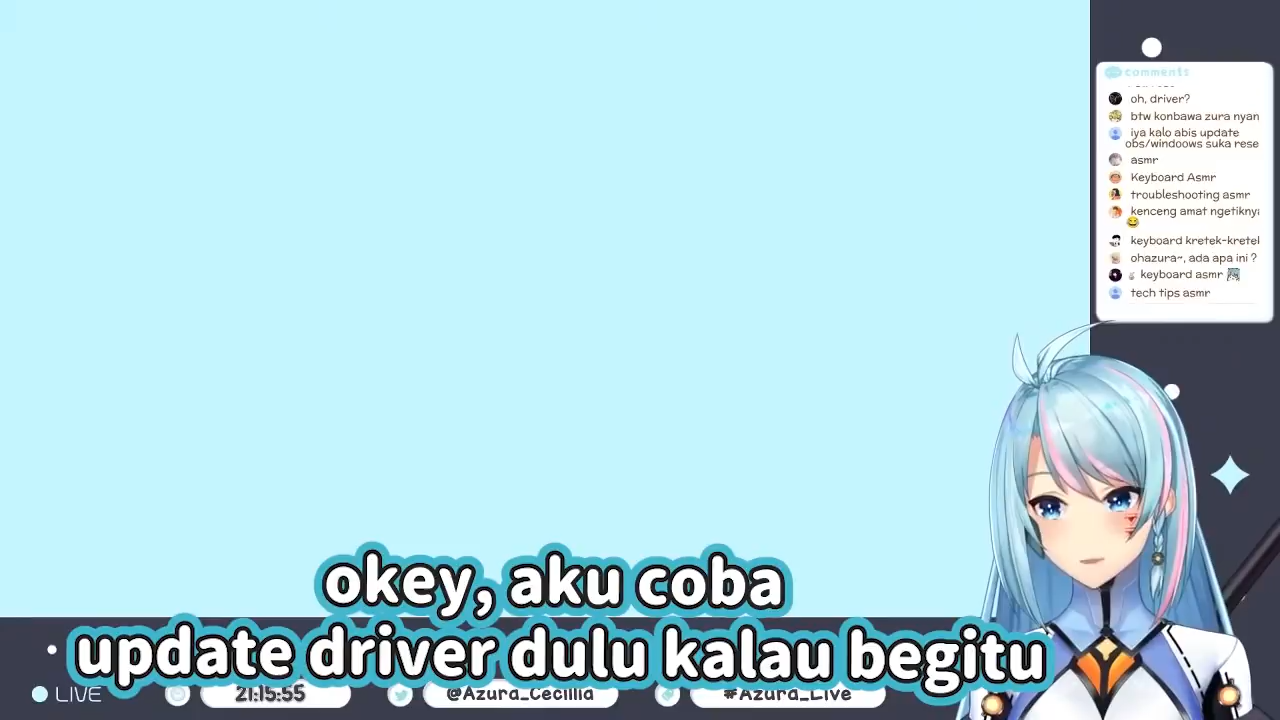 comments
oh, driver?
btw konbawa zura nyan
iya kalo abis update
obs/windoows suka rese
asmr
Keyboard Asmr
troubleshooting asmr
kenceng amat ngetiknya
😂
keyboard kretek-kretek
ohazura~, ada apa ini ?
keyboard asmr
tech tips asmr
okey, aku coba
update driver dulu kalau begitu
LIVE
21:15:55
@Azura_Cecillia
#Azura_Live